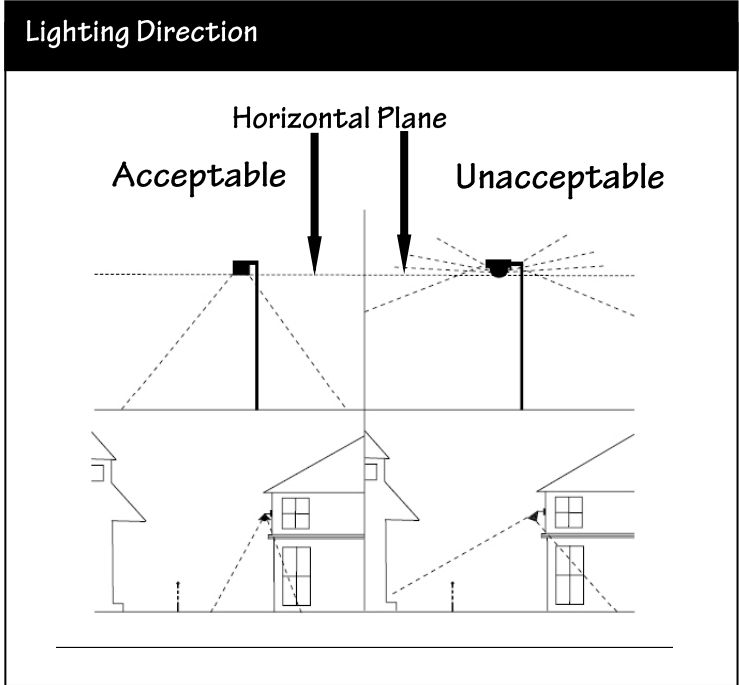 Lighting Direction
Horizontal Plane
Acceptable
Unacceptable